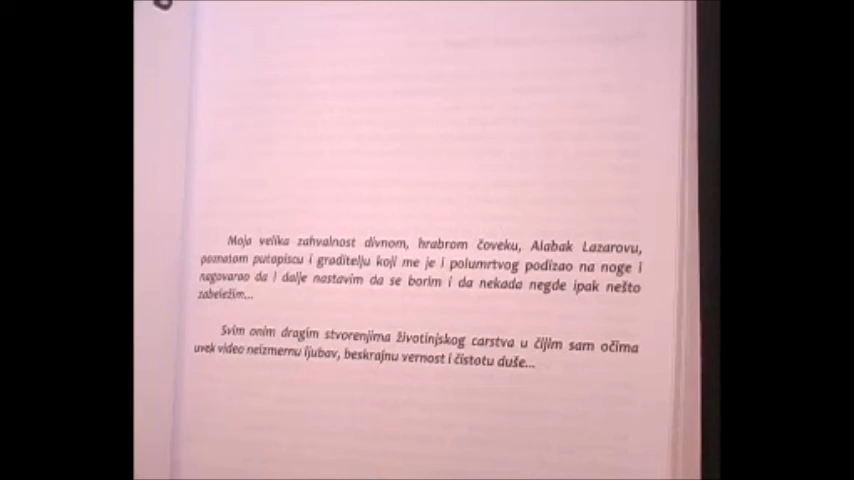 Moja velika zahvalnost divnom, hrabrom čoveku, Alabak Lazarovu,
poznatom putopiscu i graditelju koji me je i polumrtvog podizao na noge i
nagovarao da i dalje nastavim da se borim i da nekada negde ipak nešto
zabeležim...
Svim onim dragim stvorenjima životinjskog carstva u čijim sam očima
uvek video neizmernu ljubav, beskrajnu vernost i čistotu duše...